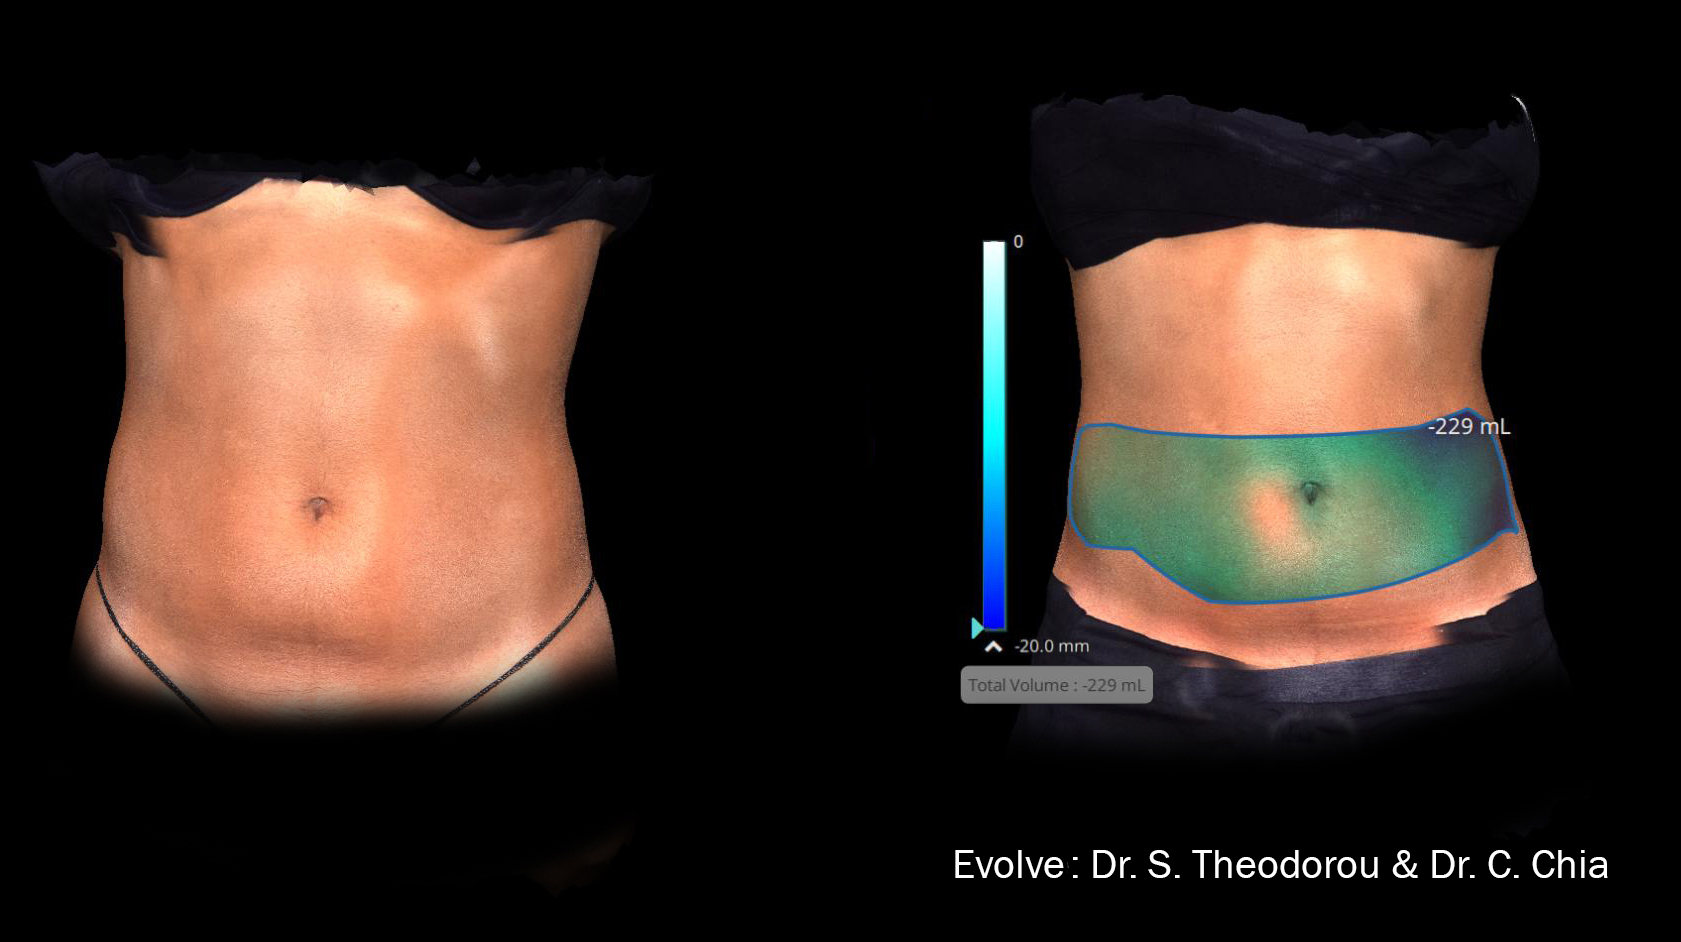 0
-229 mL
-20.0 mm
Total Volume : -229 mL
Evolve: Dr. S. Theodorou & Dr. C. Chia